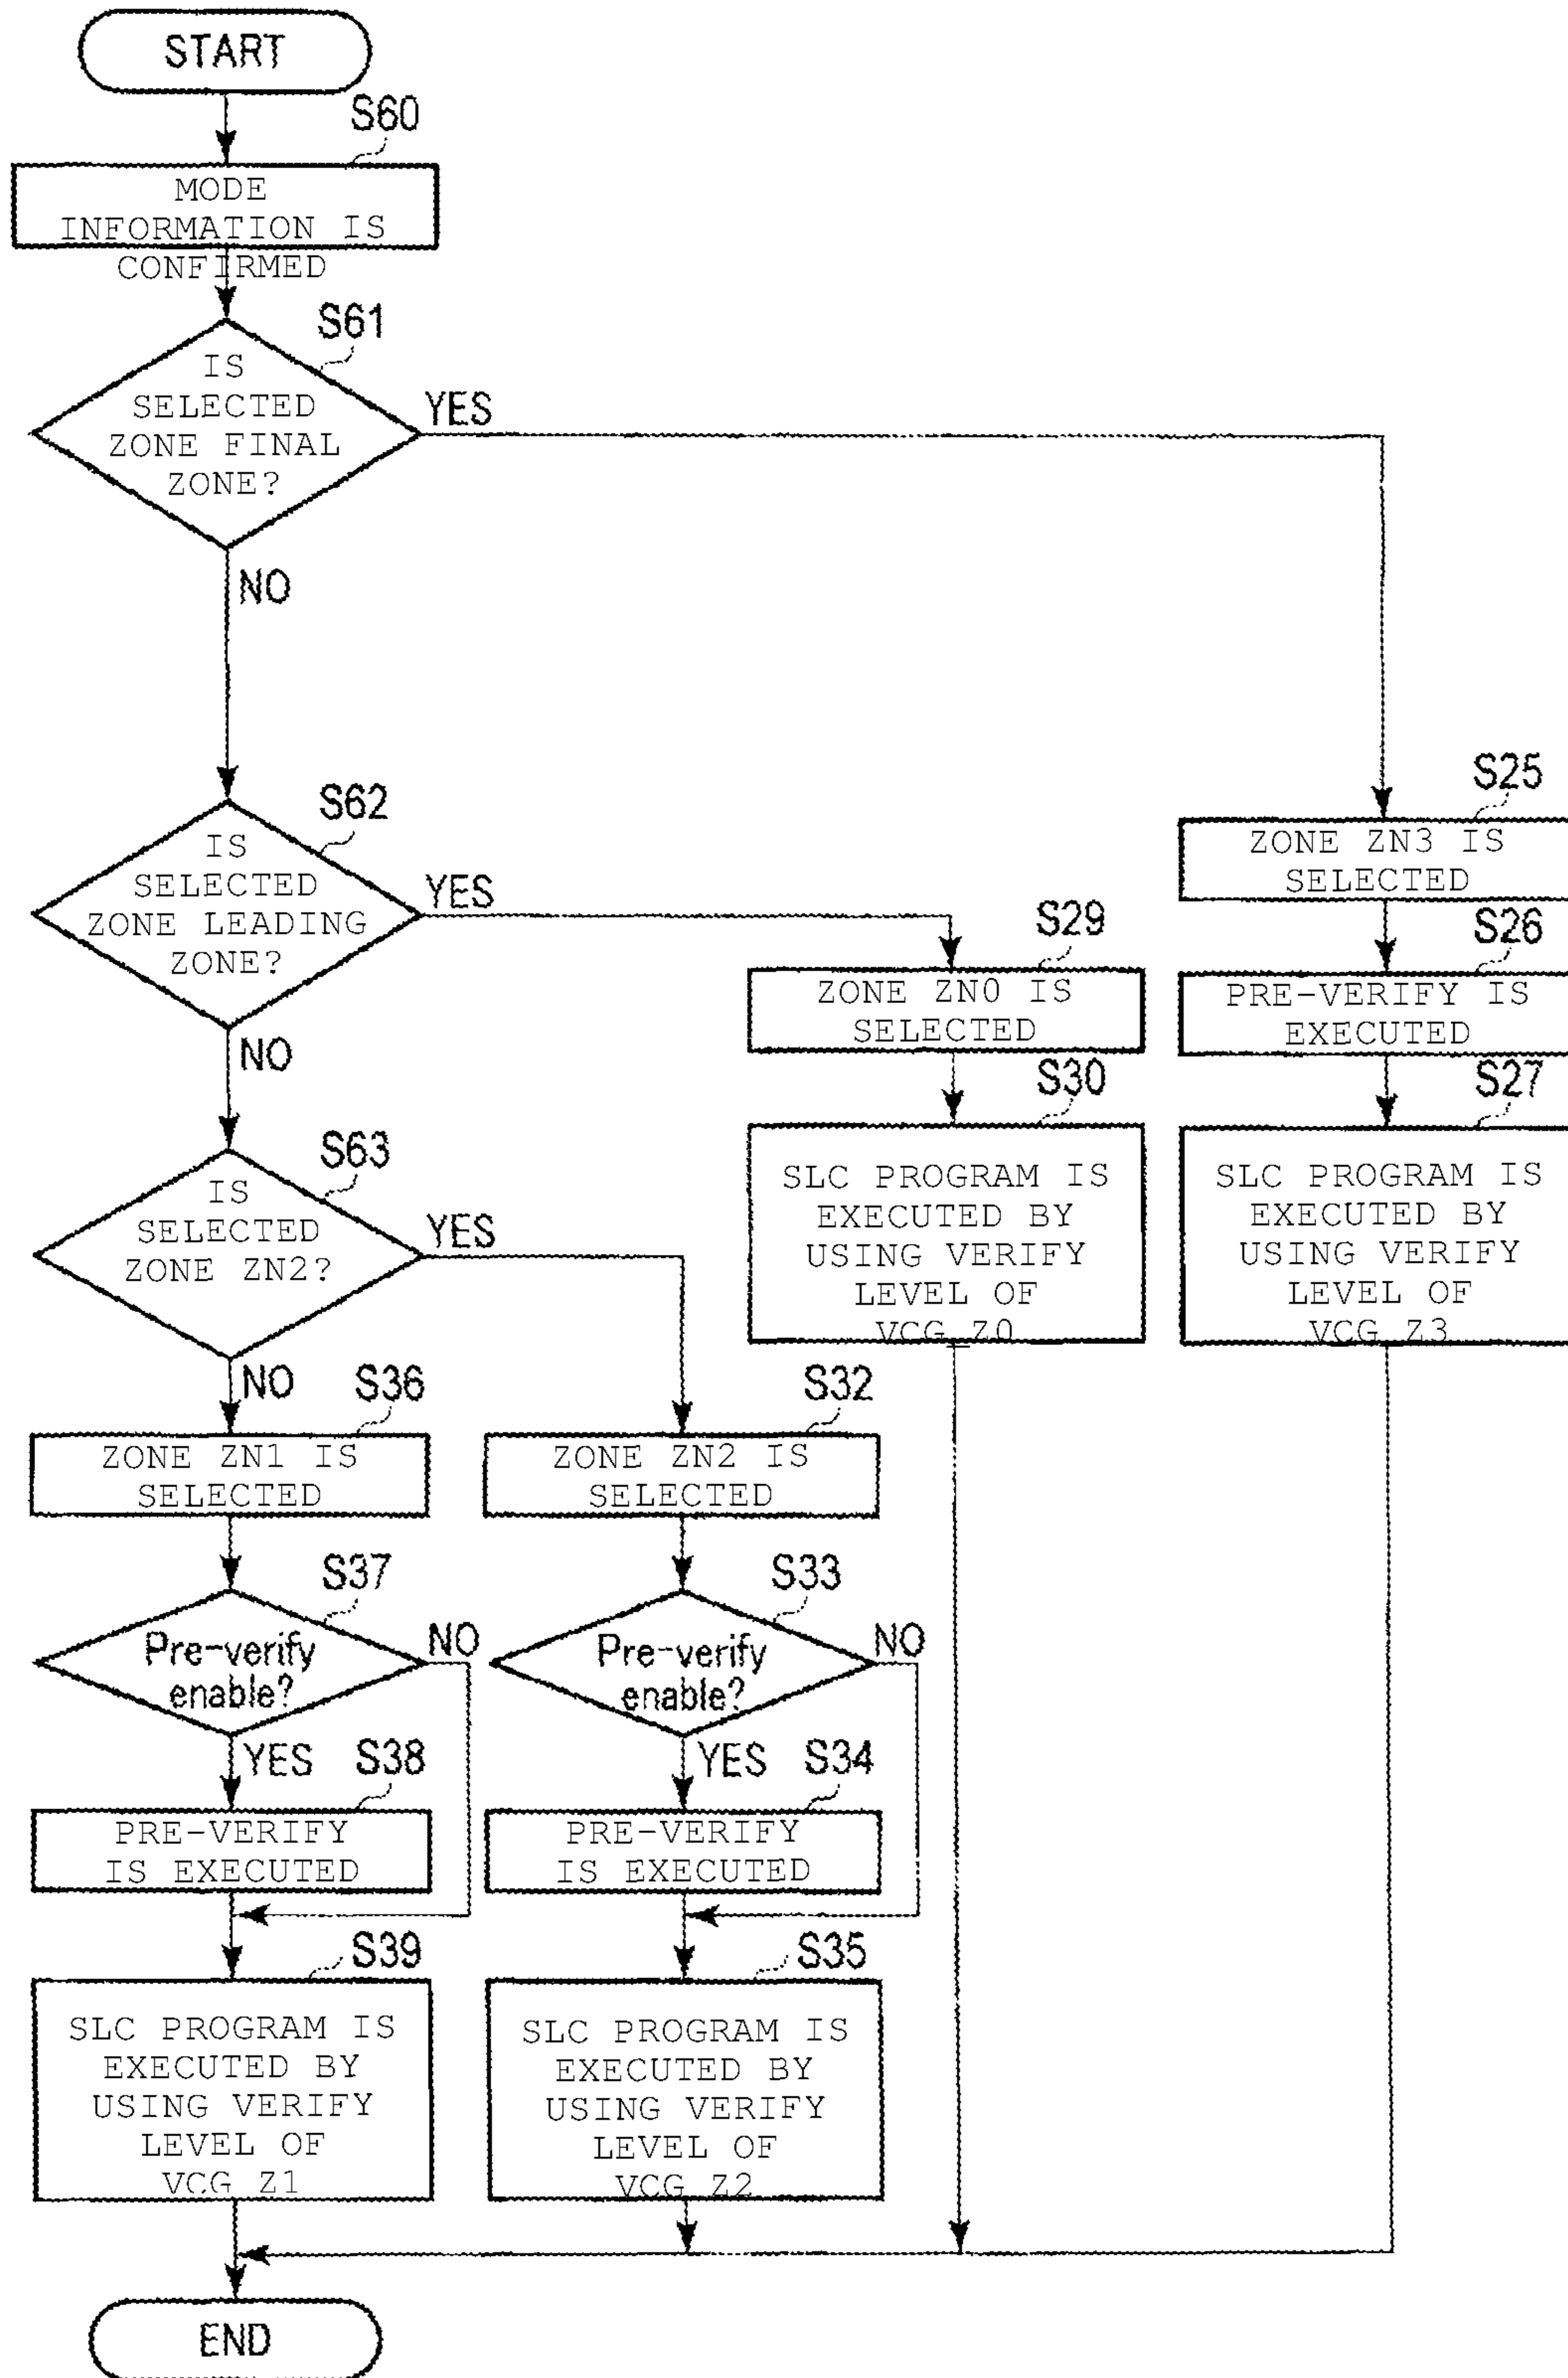 START
S60
MODE
INFORMATION IS
CONFIRMED
S61
IS
SELECTED
ZONE FINAL
ZONE?
YES
NO
S62
IS
SELECTED
ZONE LEADING
ZONE?
YES
NO
S25
ZONE ZN3 IS
SELECTED
S26
PRE-VERIFY IS
EXECUTED
S27
SLC PROGRAM IS
EXECUTED BY
USING VERIFY
LEVEL OF
VCG_Z3
S29
ZONE ZN0 IS
SELECTED
S30
SLC PROGRAM IS
EXECUTED BY
USING VERIFY
LEVEL OF
VCG_Z0
S63
IS
SELECTED
ZONE ZN2?
YES
NO
S36
ZONE ZN1 IS
SELECTED
S37
Pre-verify
enable?
NO
YES
S38
PRE-VERIFY
IS EXECUTED
S39
SLC PROGRAM IS
EXECUTED BY
USING VERIFY
LEVEL OF
VCG_Z1
S32
ZONE ZN2 IS
SELECTED
S33
Pre-verify
enable?
NO
YES
S34
PRE-VERIFY
IS EXECUTED
S35
SLC PROGRAM IS
EXECUTED BY
USING VERIFY
LEVEL OF
VCG_Z2
END